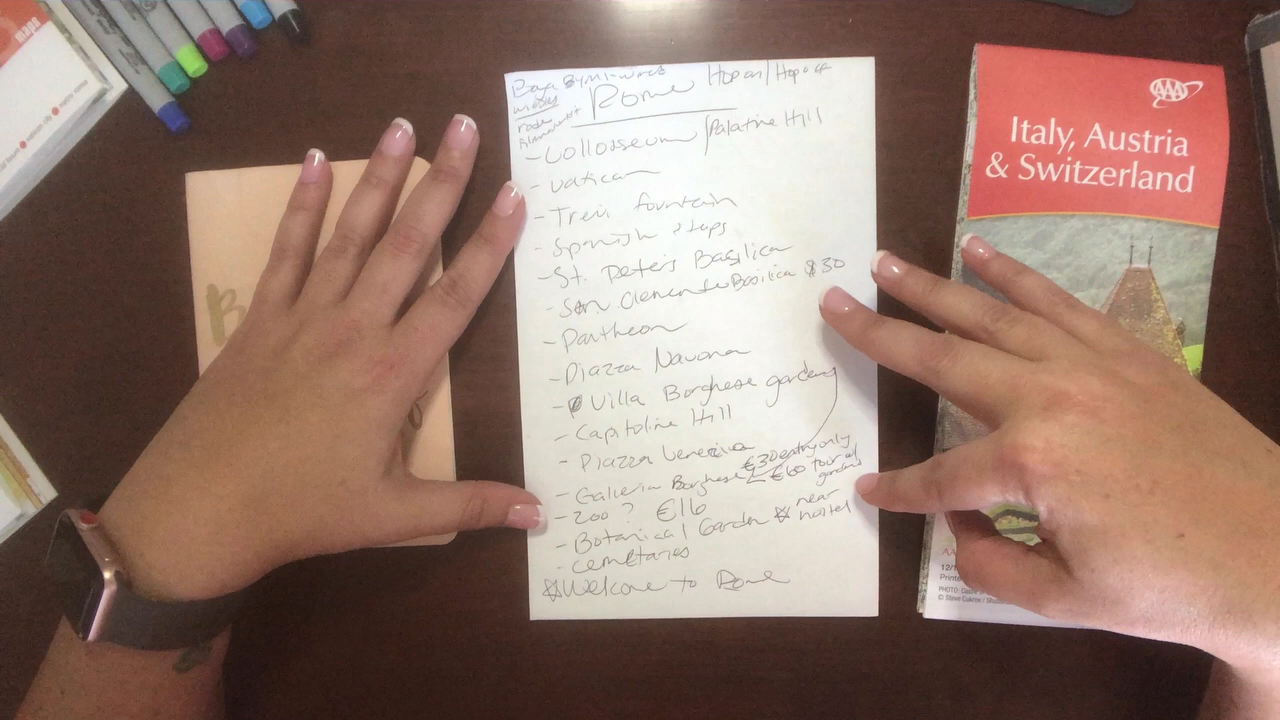 Rome
Hop on/Hop off
- Collosseum/Palatine Hill
- Vatican
- Trevi fountain
- Spanish steps
- St. Peter's Basilica
- San Clemente Basilica $30
- Pantheon
- Piazza Navona
- Villa Borghese gardens
- Capitoline Hill
- Piazza Venezia
- Galleria Borghese €30 entry only
€60 tour w/ gardens
- Zoo? €16
- Botanical Garden near hostel
- cemetaries
Welcome to Rome
AAA
Italy, Austria
& Switzerland